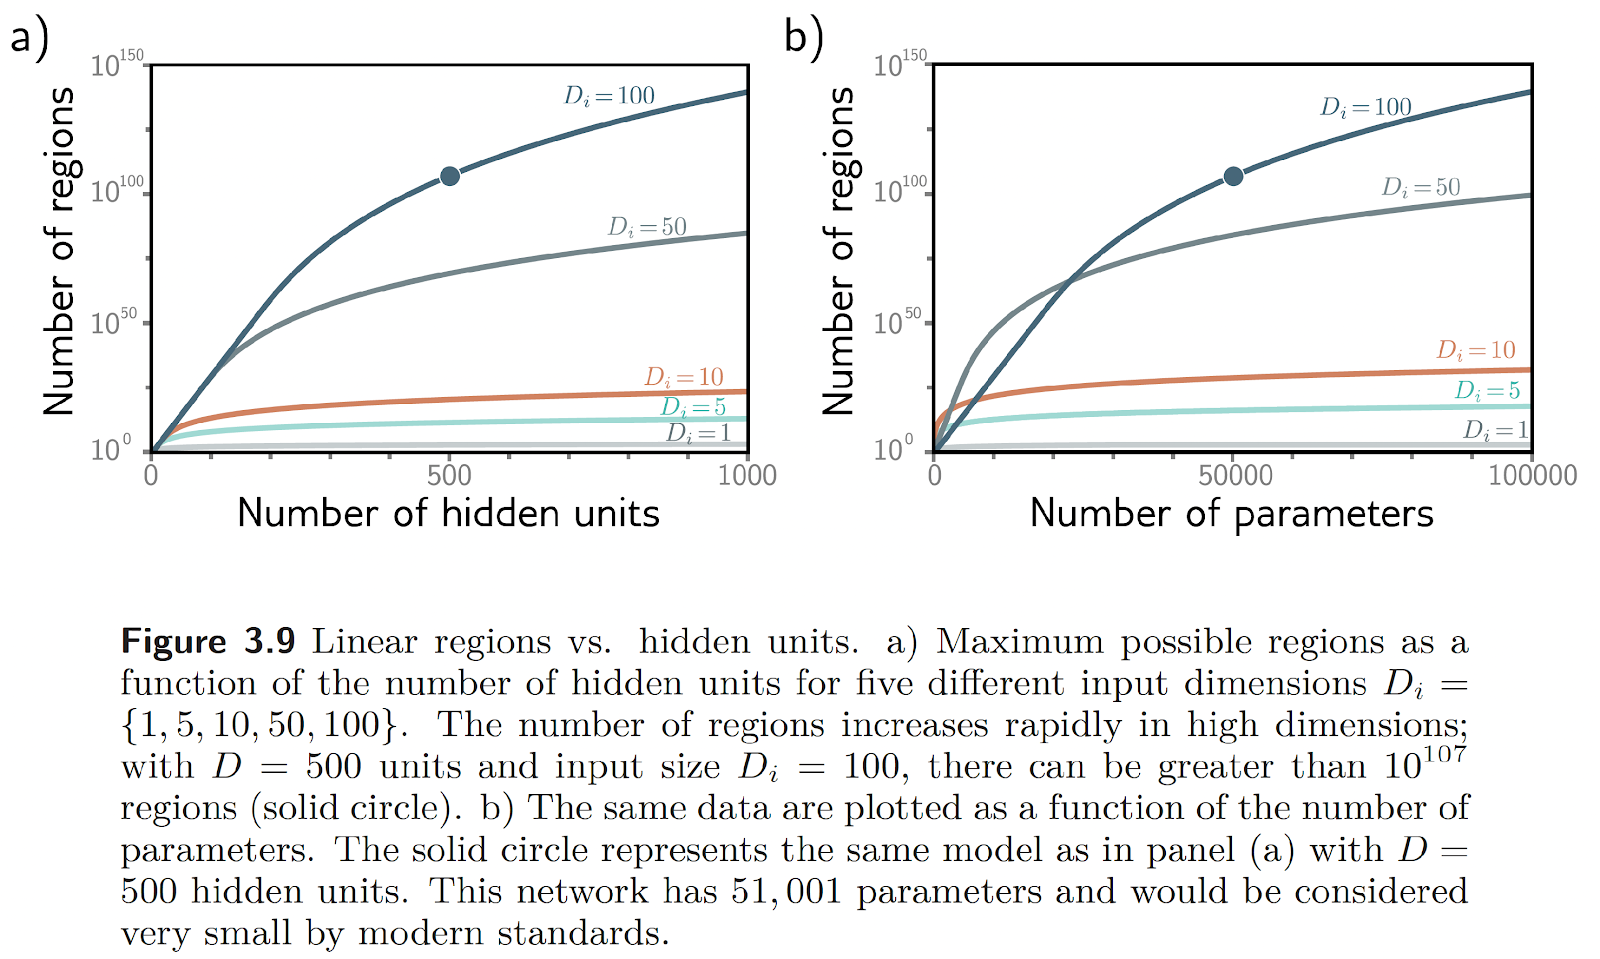 a)
10^150
10^100
10^50
10^0
Number of regions
D_i = 100
D_i = 50
D_i = 10
D_i = 5
D_i = 1
0 500 1000
Number of hidden units
b)
10^150
10^100
10^50
10^0
Number of regions
D_i = 100
D_i = 50
D_i = 10
D_i = 5
D_i = 1
0 50000 100000
Number of parameters
Figure 3.9 Linear regions vs. hidden units. a) Maximum possible regions as a
function of the number of hidden units for five different input dimensions D_i =
{1, 5, 10, 50, 100}. The number of regions increases rapidly in high dimensions;
with D = 500 units and input size D_i = 100, there can be greater than 10^107
regions (solid circle). b) The same data are plotted as a function of the number of
parameters. The solid circle represents the same model as in panel (a) with D =
500 hidden units. This network has 51, 001 parameters and would be considered
very small by modern standards.